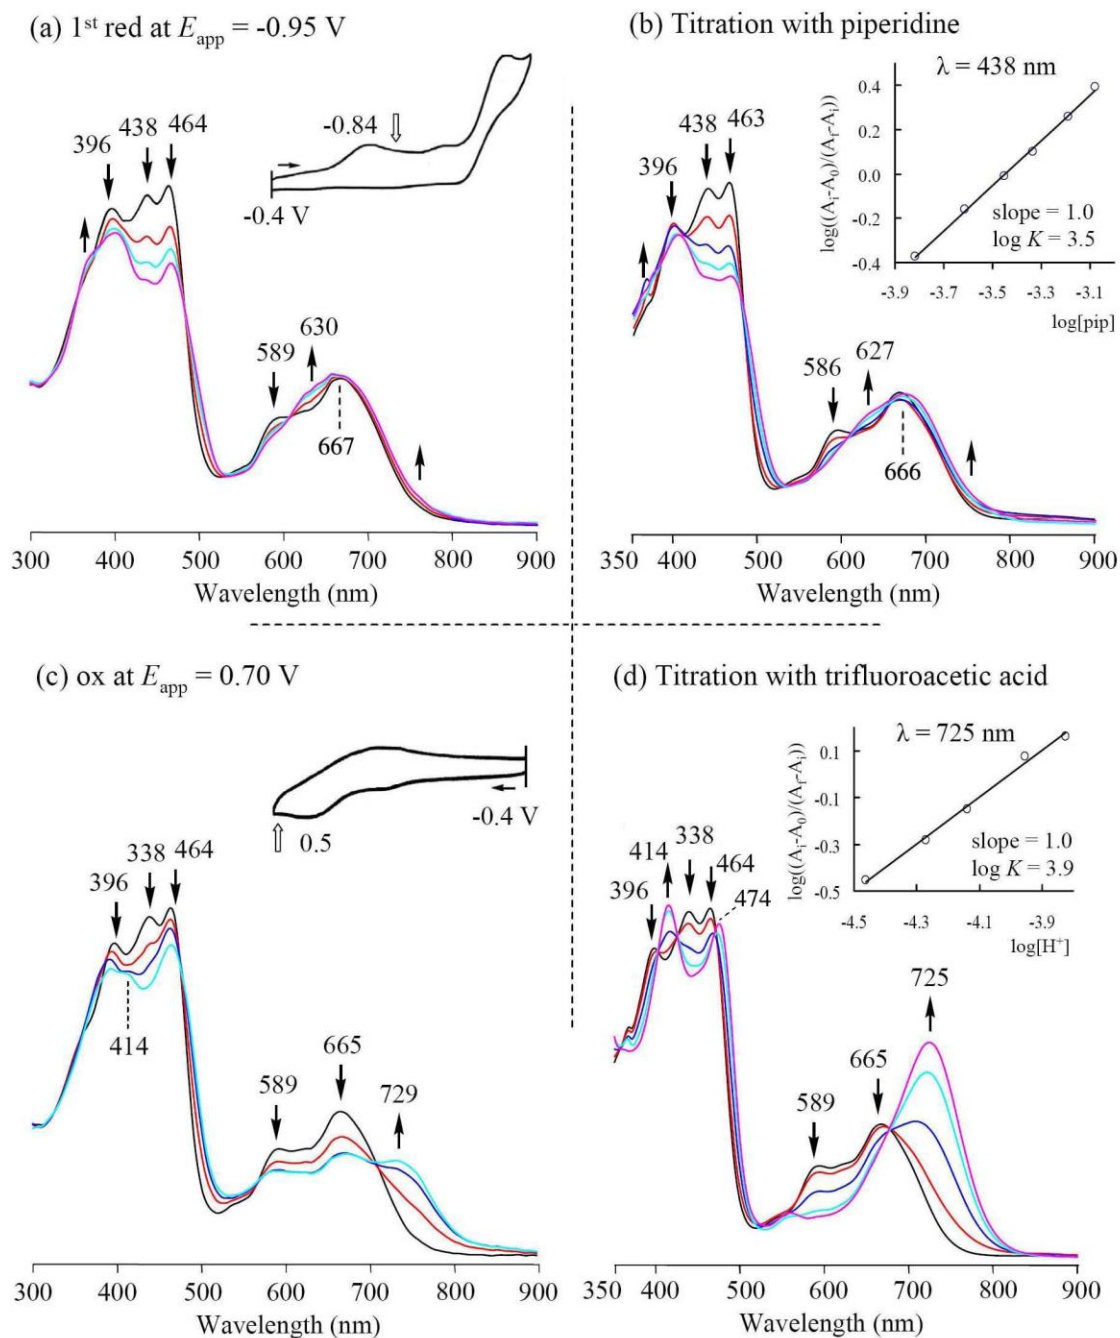 (a) 1st red at Eapp = -0.95 V
396
438
464
-0.84
-0.4 V
589
630
667
300 400 500 600 700 800 900
Wavelength (nm)
(b) Titration with piperidine
396
438
463
586
627
666
λ = 438 nm
log((Ai-A0)/(Af-Ai))
0.4
0.2
0.0
-0.2
-0.4
slope = 1.0
log K = 3.5
-3.9 -3.7 -3.5 -3.3 -3.1
log[pip]
350 400 500 600 700 800 900
Wavelength (nm)
(c) ox at Eapp = 0.70 V
396
338
464
0.5
-0.4 V
414
589
665
729
300 400 500 600 700 800 900
Wavelength (nm)
(d) Titration with trifluoroacetic acid
396
414
338
464
474
589
665
725
λ = 725 nm
log((Ai-A0)/(Af-Ai))
0.1
-0.1
-0.3
-0.5
slope = 1.0
log K = 3.9
-4.5 -4.3 -4.1 -3.9
log[H+]
350 400 500 600 700 800 900
Wavelength (nm)